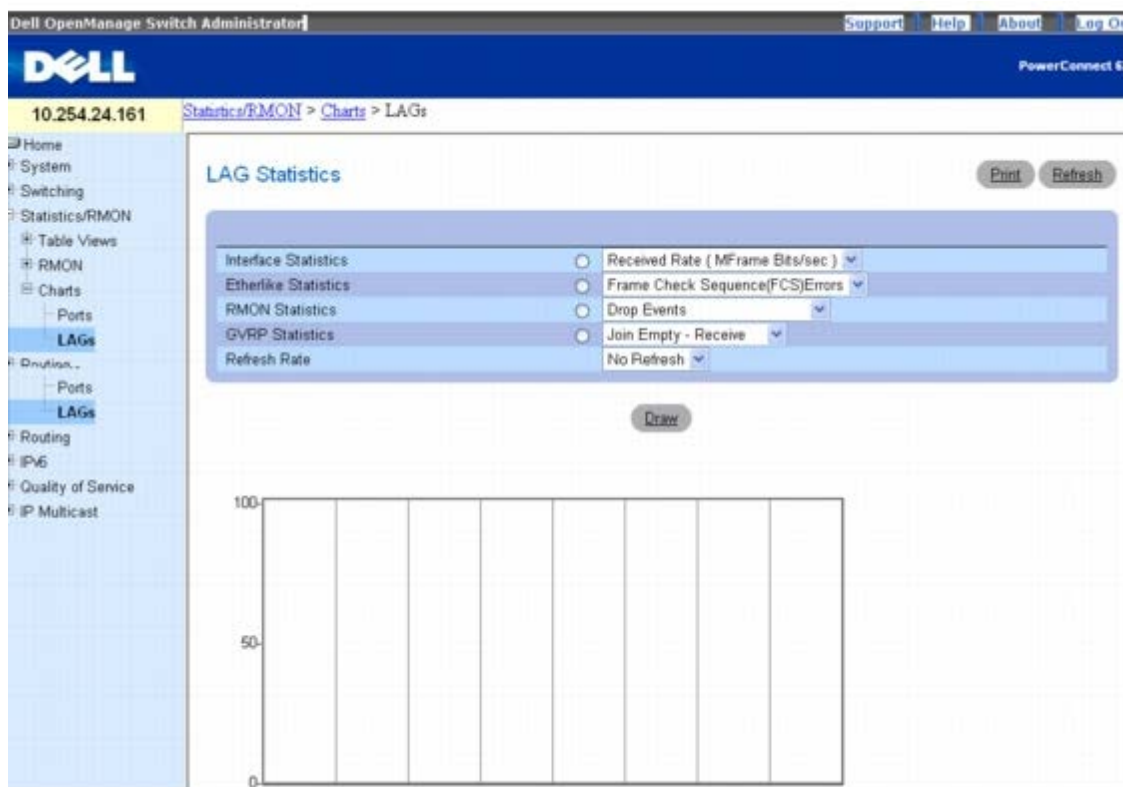 Dell OpenManage Switch Administrator
Support Help About Log
DELL
PowerConnect
10.254.24.161
Statistics/RMON > Charts > LAGs
Home
System
Switching
Statistics/RMON
Table Views
RMON
Charts
Ports
LAGs
Ports
LAGs
Routing
IPv6
Quality of Service
IP Multicast
LAG Statistics
Print Refresh
Interface Statistics Received Rate ( MFrame Bits/sec )
Etherlike Statistics Frame Check Sequence(FCS)Errors
RMON Statistics Drop Events
GVRP Statistics Join Empty - Receive
Refresh Rate No Refresh
Draw
100
50
0